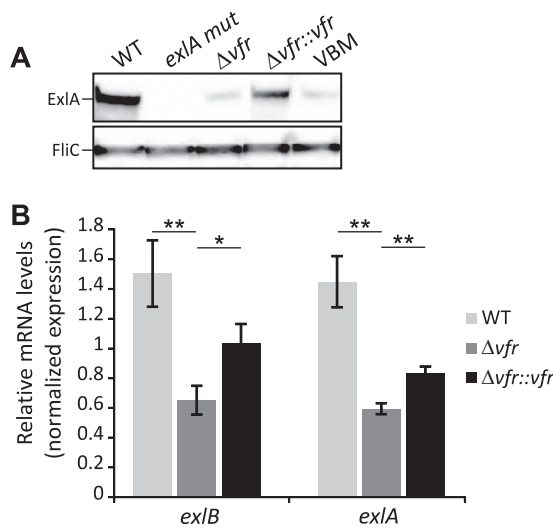 A
WT
exlA mut
Δvfr
Δvfr::vfr
VBM
ExlA
FliC
B
Relative mRNA levels
(normalized expression)
1.8
1.6
1.4
1.2
1
0.8
0.6
0.4
0.2
0
** * ** **
WT
Δvfr
Δvfr::vfr
exlB exlA